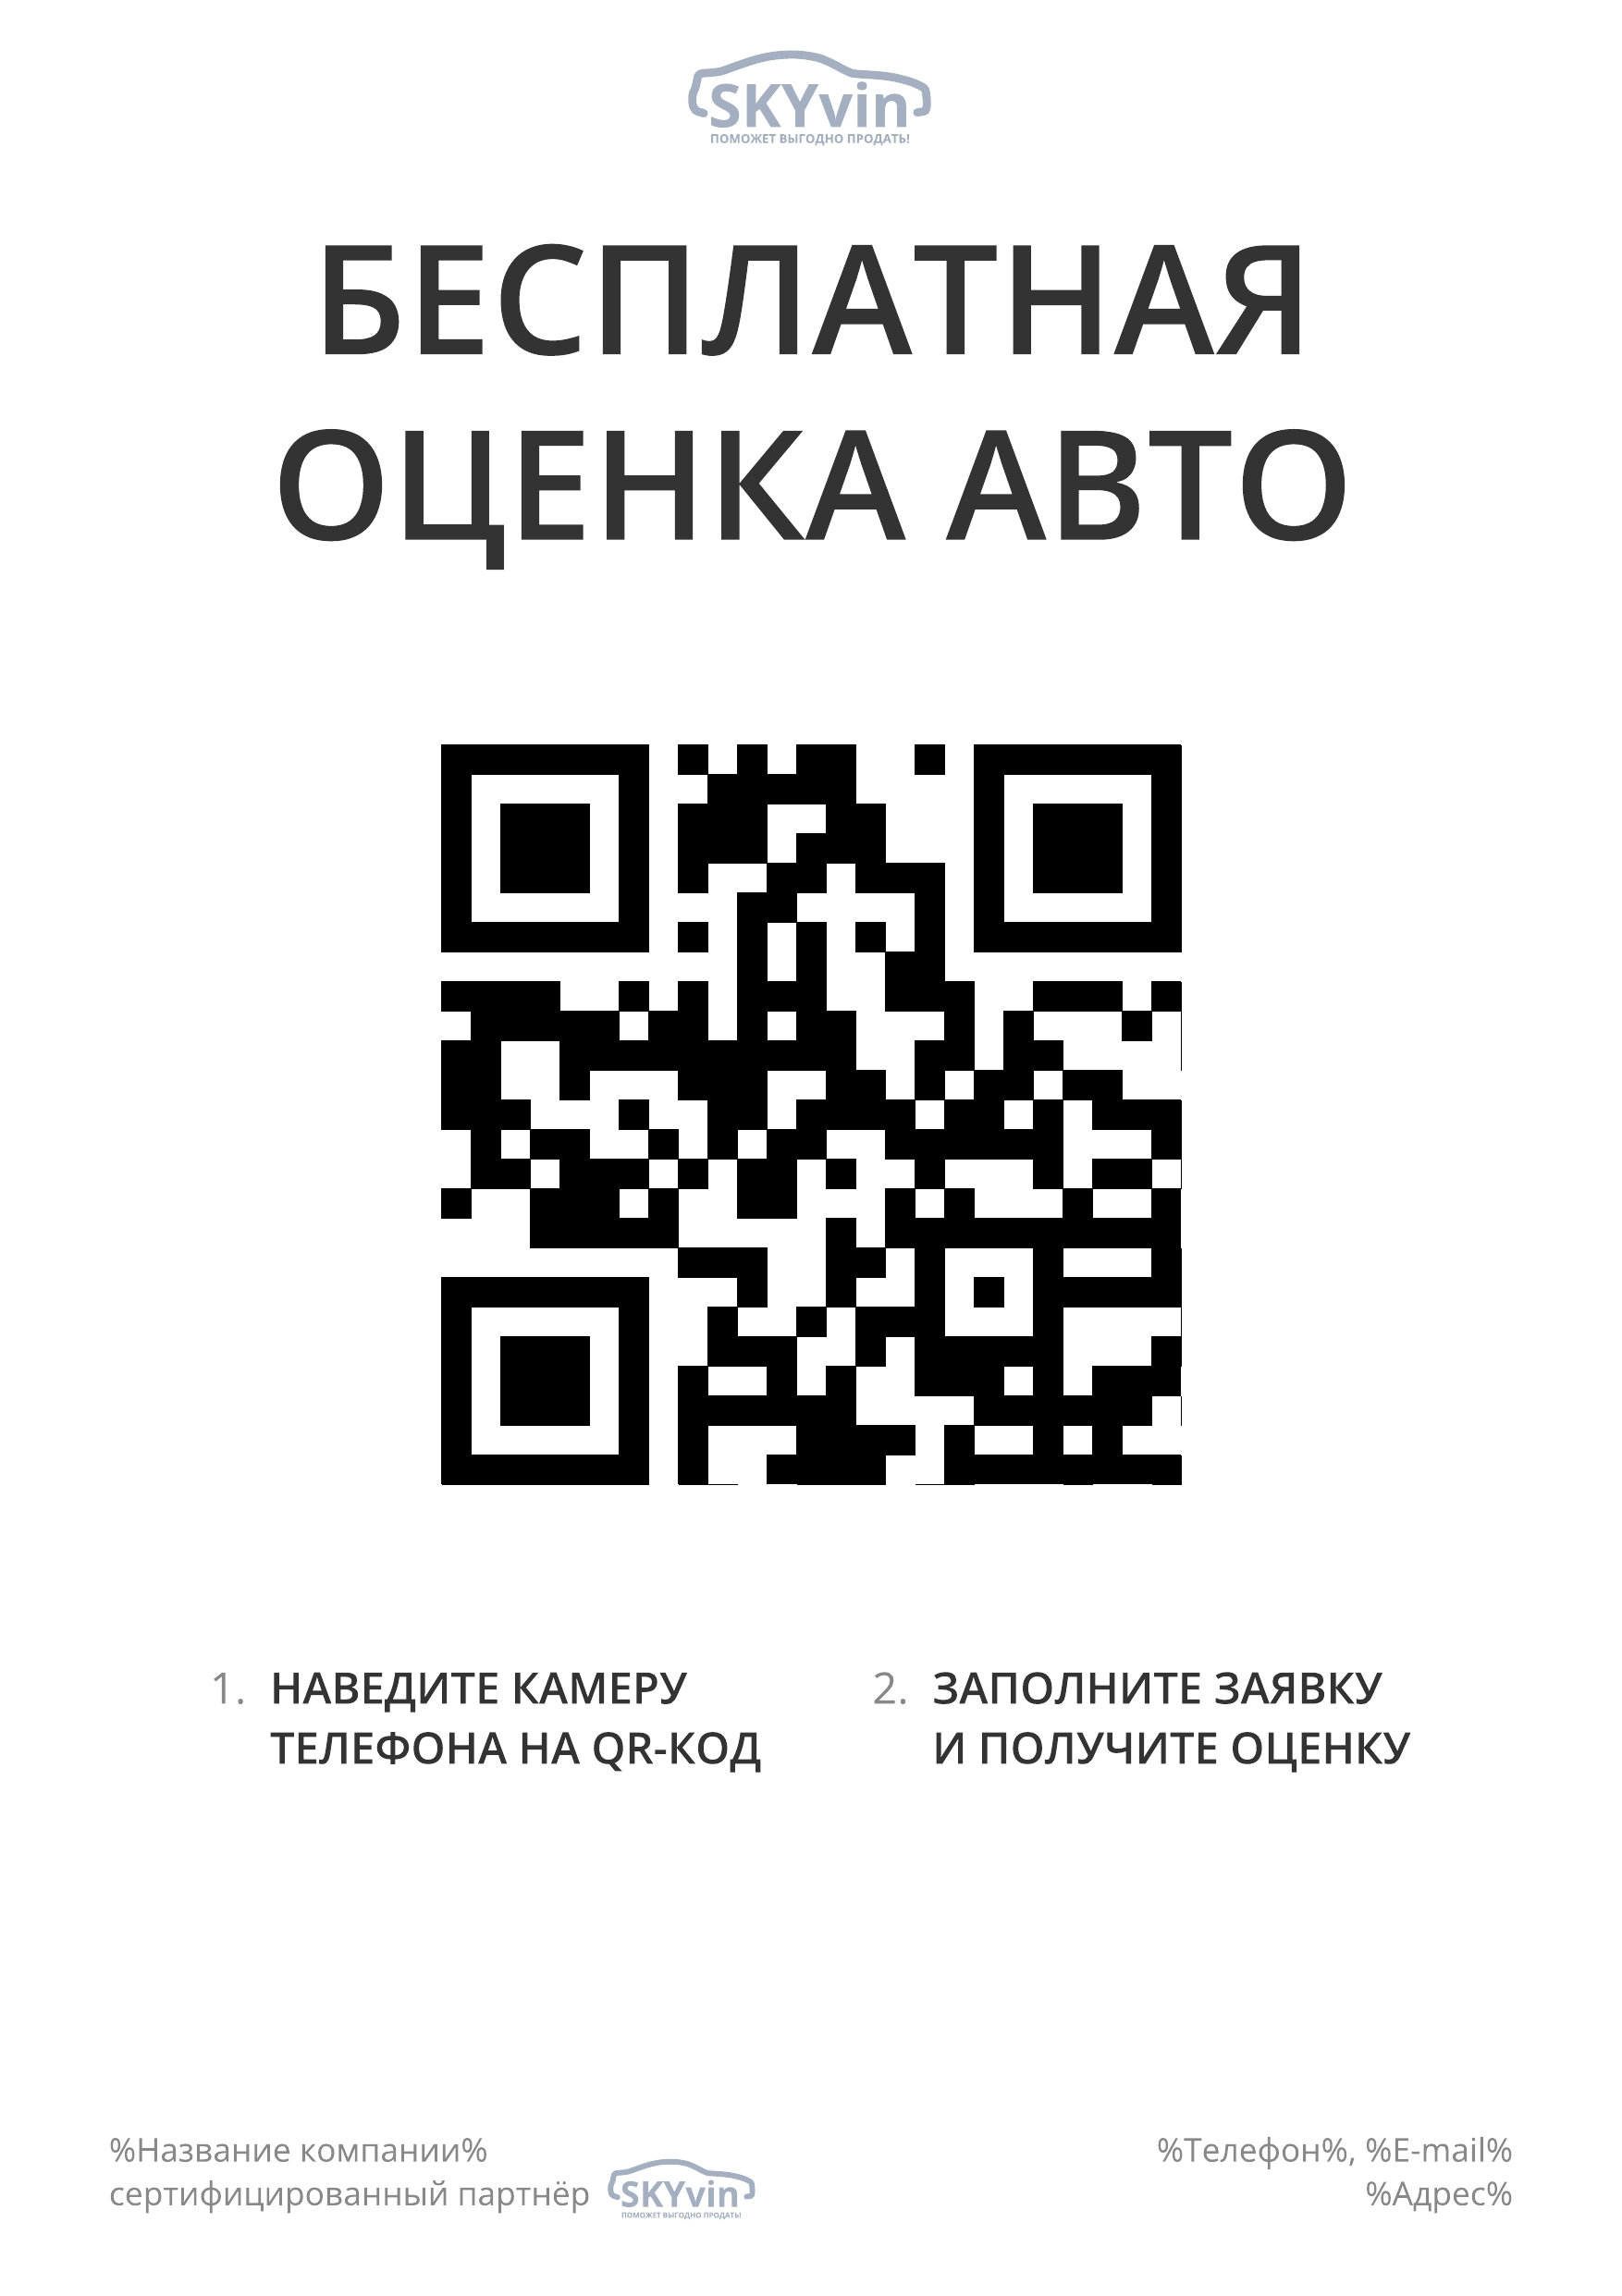 SKYvin
ПОМОЖЕТ ВЫГОДНО ПРОДАТЬ!
БЕСПЛАТНАЯ
ОЦЕНКА АВТО
1. НАВЕДИТЕ КАМЕРУ
ТЕЛЕФОНА НА QR-КОД
2. ЗАПОЛНИТЕ ЗАЯВКУ
И ПОЛУЧИТЕ ОЦЕНКУ
%Название компании%
сертифицированный партнёр
SKYvin
ПОМОЖЕТ ВЫГОДНО ПРОДАТЬ!
%Телефон%, %E-mail%
%Адрес%